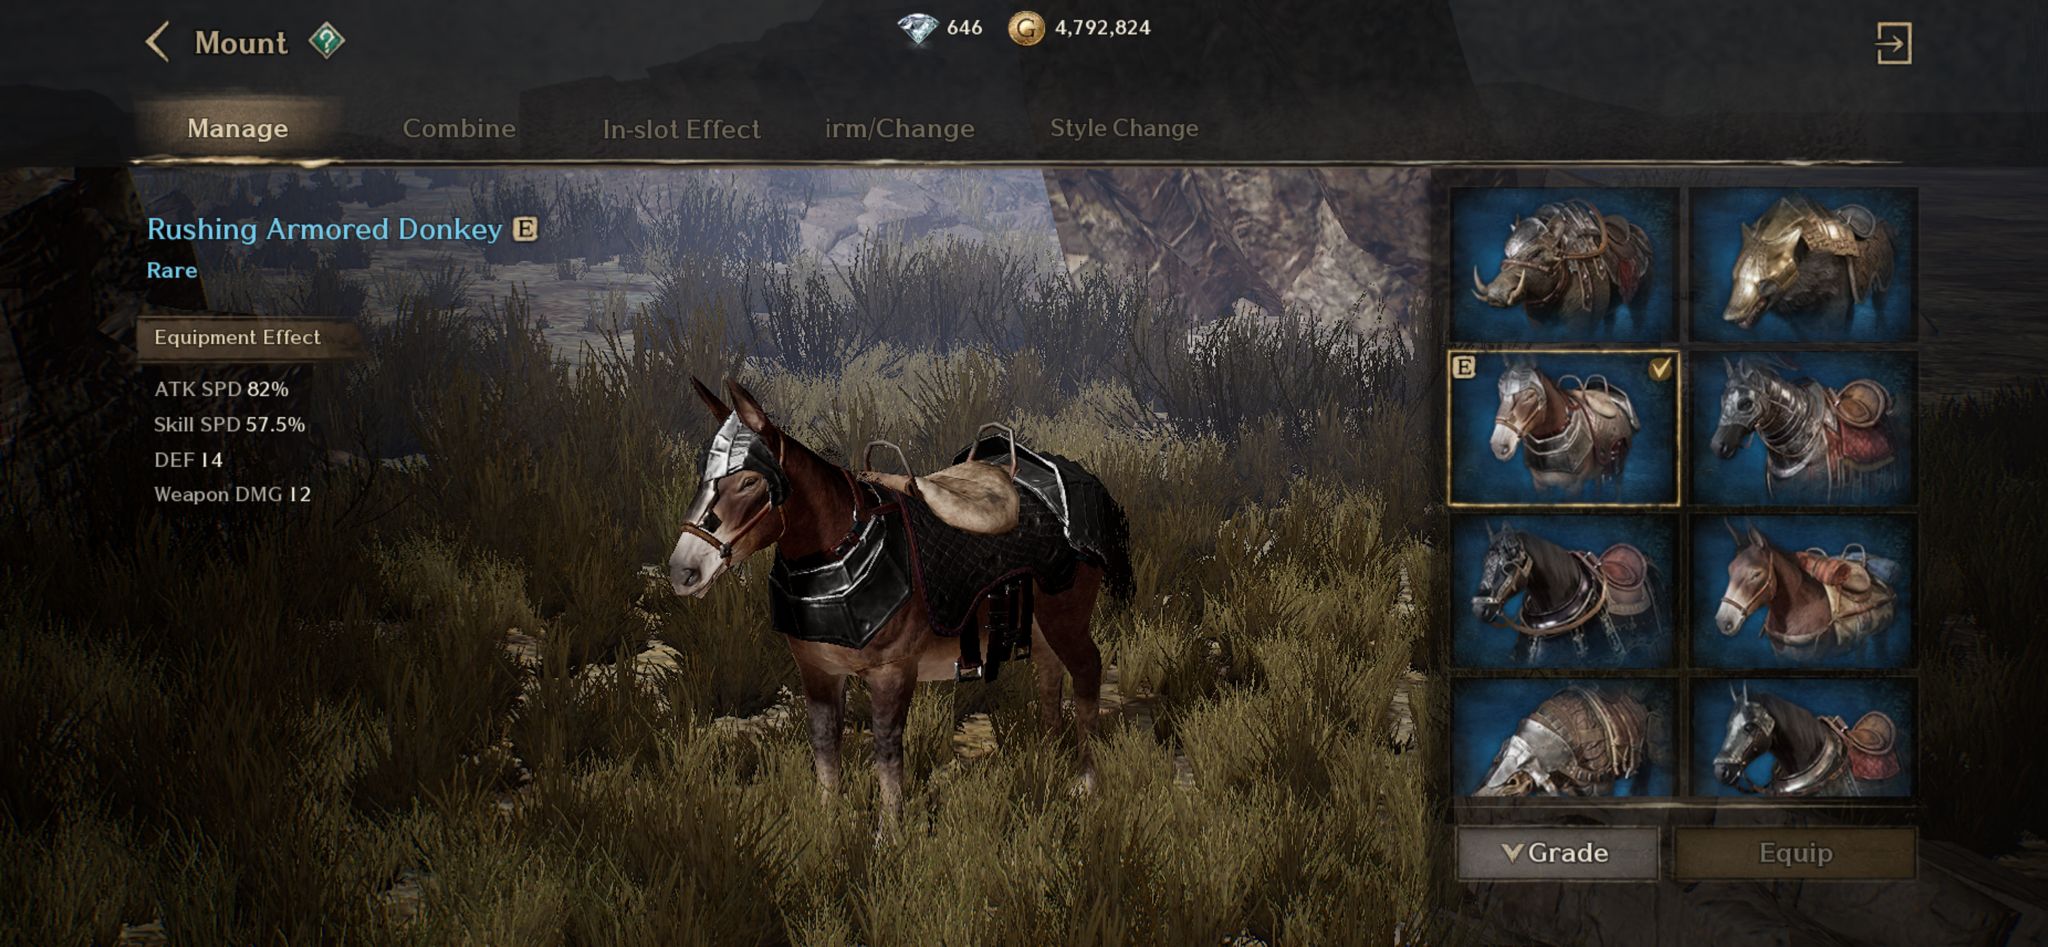 Mount
646
4,792,824
Manage
Combine
In-slot Effect
irm/Change
Style Change
Rushing Armored Donkey E
Rare
Equipment Effect
ATK SPD 82%
Skill SPD 57.5%
DEF 14
Weapon DMG 12
E
Grade
Equip